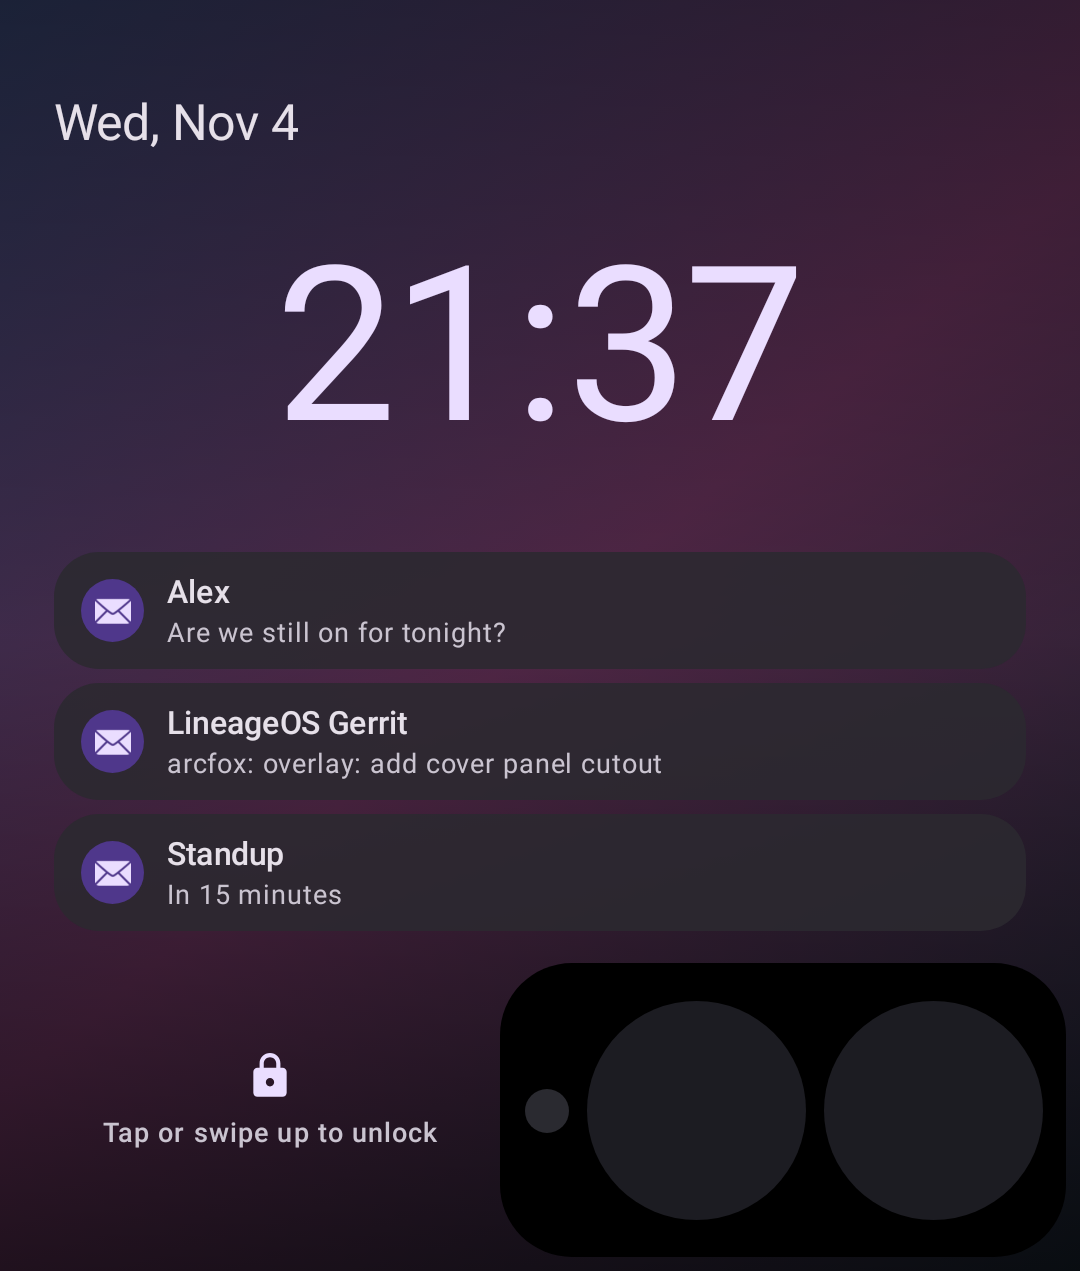 Wed, Nov 4
21:37
Alex
Are we still on for tonight?
LineageOS Gerrit
arcfox: overlay: add cover panel cutout
Standup
In 15 minutes
Tap or swipe up to unlock